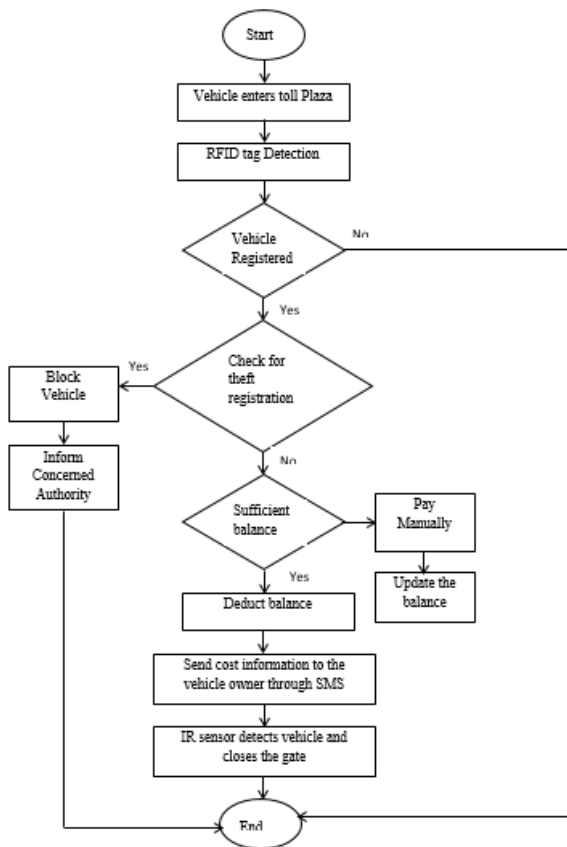 Start
Vehicle enters toll Plaza
RFID tag Detection
Vehicle
Registered
No
Yes
Check for
theft
registration
Yes
Block
Vehicle
Inform
Concerned
Authority
No
Sufficient
balance
Pay
Manually
Update the
balance
Yes
Deduct balance
Send cost information to the
vehicle owner through SMS
IR sensor detects vehicle and
closes the gate
End